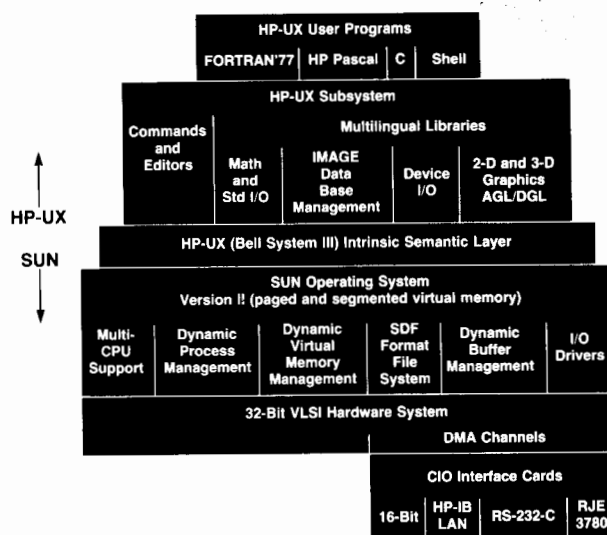 HP-UX User Programs
FORTRAN'77 HP Pascal C Shell
HP-UX Subsystem
Commands and Editors
Multilingual Libraries
Math and Std I/O
IMAGE Data Base Management
Device I/O
2-D and 3-D Graphics AGL/DGL
HP-UX
SUN
HP-UX (Bell System III) Intrinsic Semantic Layer
SUN Operating System
Version I! (paged and segmented virtual memory)
Multi-CPU Support
Dynamic Process Management
Dynamic Virtual Memory Management
SDF Format File System
Dynamic Buffer Management
I/O Drivers
32-Bit VLSI Hardware System
DMA Channels
CIO Interface Cards
16-Bit
HP-IB LAN
RS-232-C
RJE 3780